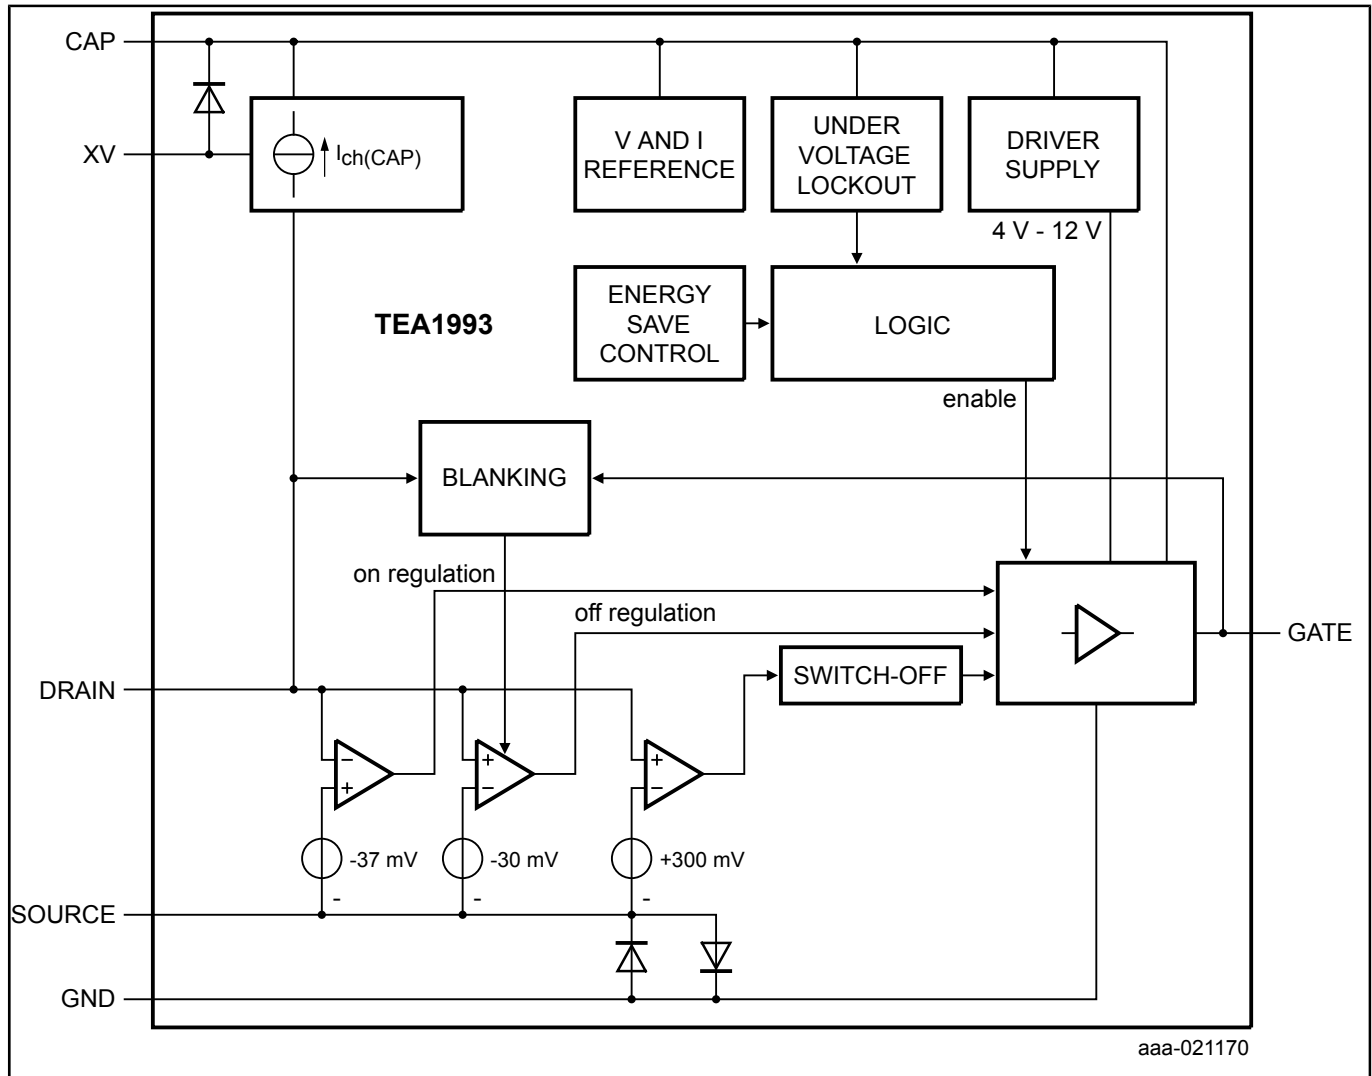 CAP
XV
I_ch(CAP)
V AND I
REFERENCE
UNDER
VOLTAGE
LOCKOUT
DRIVER
SUPPLY
4 V - 12 V
TEA1993
ENERGY
SAVE
CONTROL
LOGIC
enable
BLANKING
on regulation
off regulation
SWITCH-OFF
GATE
DRAIN
- + + - + -
-37 mV
-30 mV
+300 mV
- - -
SOURCE
GND
aaa-021170